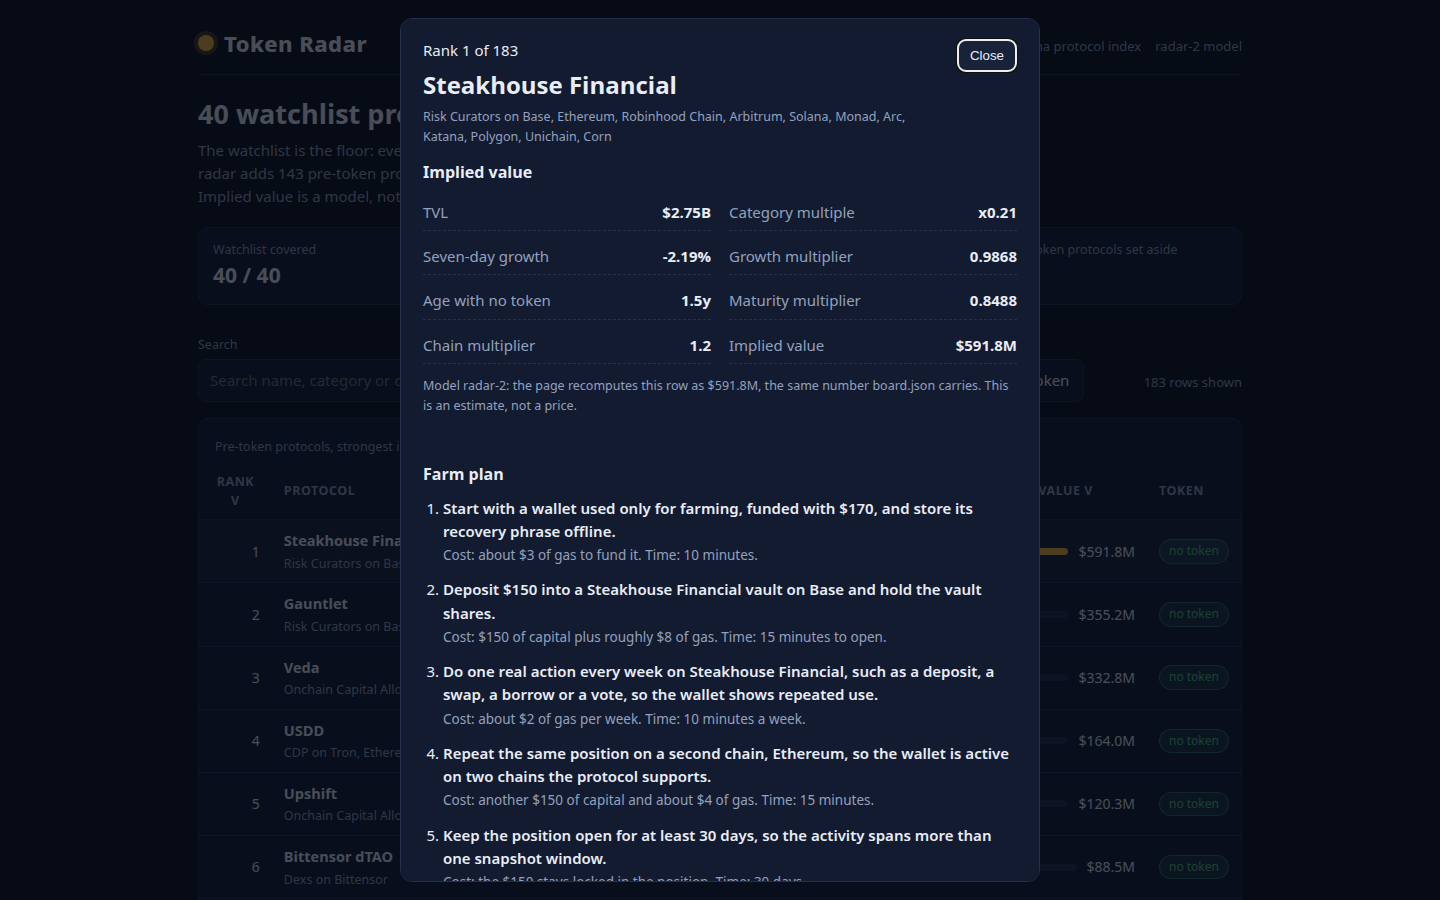 Token Radar
na protocol index radar-2 model
40 watchlist pr
The watchlist is the floor: eve
radar adds 143 pre-token pro
Implied value is a model, not
Watchlist covered
40 / 40
oken protocols set aside
Search
Search name, category or c
oken
183 rows shown
Pre-token protocols, strongest i
RANK V
PROTOCOL
VALUE V
TOKEN
1
Steakhouse Fina
Risk Curators on Bas
$591.8M
no token
2
Gauntlet
Risk Curators on Bas
$355.2M
no token
3
Veda
Onchain Capital Allo
$332.8M
no token
4
USDD
CDP on Tron, Ethere
$164.0M
no token
5
Upshift
Onchain Capital Allo
$120.3M
no token
6
Bittensor dTAO
Dexs on Bittensor
$88.5M
no token
Rank 1 of 183
Close
Steakhouse Financial
Risk Curators on Base, Ethereum, Robinhood Chain, Arbitrum, Solana, Monad, Arc,
Katana, Polygon, Unichain, Corn
Implied value
TVL $2.75B Category multiple x0.21
Seven-day growth -2.19% Growth multiplier 0.9868
Age with no token 1.5y Maturity multiplier 0.8488
Chain multiplier 1.2 Implied value $591.8M
Model radar-2: the page recomputes this row as $591.8M, the same number board.json carries. This
is an estimate, not a price.
Farm plan
1. Start with a wallet used only for farming, funded with $170, and store its
recovery phrase offline.
Cost: about $3 of gas to fund it. Time: 10 minutes.
2. Deposit $150 into a Steakhouse Financial vault on Base and hold the vault
shares.
Cost: $150 of capital plus roughly $8 of gas. Time: 15 minutes to open.
3. Do one real action every week on Steakhouse Financial, such as a deposit, a
swap, a borrow or a vote, so the wallet shows repeated use.
Cost: about $2 of gas per week. Time: 10 minutes a week.
4. Repeat the same position on a second chain, Ethereum, so the wallet is active
on two chains the protocol supports.
Cost: another $150 of capital and about $4 of gas. Time: 15 minutes.
5. Keep the position open for at least 30 days, so the activity spans more than
one snapshot window.
Cost: the $150 stays locked in the position. Time: 30 days.